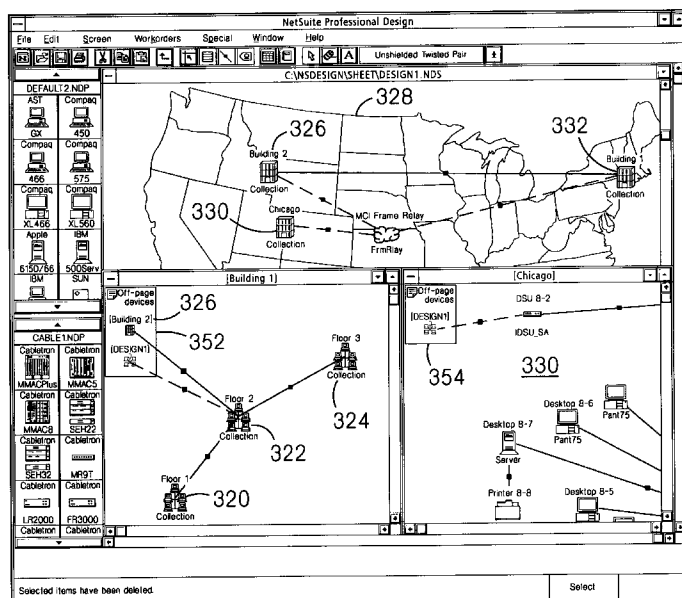 NetSuite Professional Design
File Edit Screen Workorders Special Window Help
Unshielded Twisted Pair
C:\NSDESIGN\SHEET\DESIGN1.NDS
DEFAULT2.NDP
AST Compaq
GX 450
Compaq Compaq
466 575
Compaq Compaq
XL466 XL560
Apple IBM
6150/66 500Serv
IBM SUN
CABLE1.NDP
Cabletron Cabletron
MMACPlus MMAC5
Cabletron Cabletron
MMAC8 SEH22
Cabletron Cabletron
SEH32 MR9T
Cabletron Cabletron
LR2000 FR3000
Cabletron Cabletron
328
326
Building 2
Collection
332
Building 1
Collection
330
Chicago
Collection
MCI Frame Relay
FrmRlay
[Building 1]
Off-page
devices
326
[Building 2]
352
[DESIGN1]
Floor 3
Collection
324
Floor 2
Collection
322
Floor 1
Collection
320
[Chicago]
Off-page
devices
[DESIGN1]
354
DSU 8-2
IDSU_SA
330
Desktop 8-6
Pant75
Pant75
Desktop 8-7
Server
Printer 8-8
Desktop 8-5
Selected items have been deleted.
Select